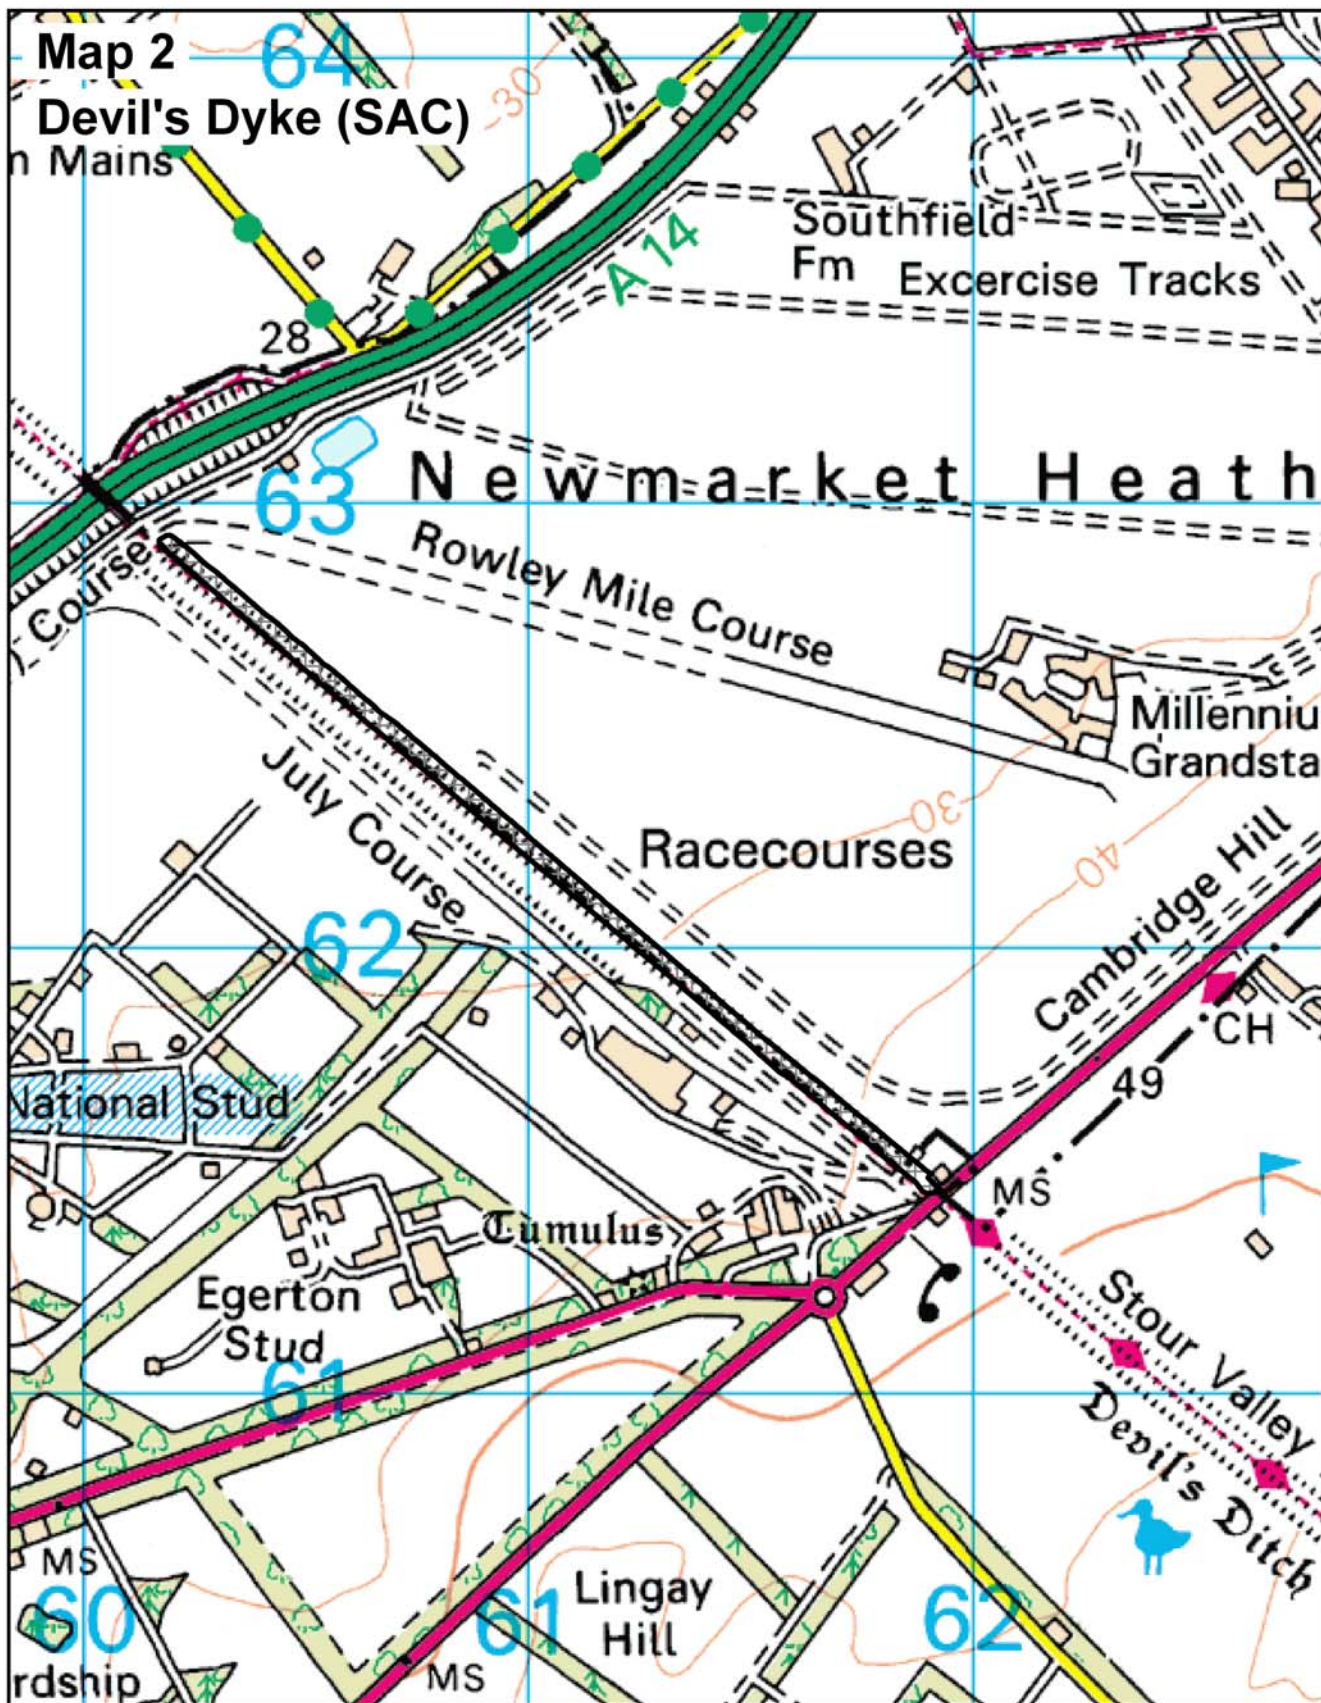 Map 2
64
30
Devil's Dyke (SAC)
n Mains
Southfield
Fm
A 14
Excercise Tracks
28
63
Newmarket Heath
Course
Rowley Mile Course
Millenniu
Grandsta
July Course
30
Racecourses
40
Cambridge Hill
62
CH
49
National Stud
MS
Tumulus
Egerton
Stud
Stour Valley
61
Devil's Ditch
MS
60
61
Lingay
Hill
62
rdship
MS